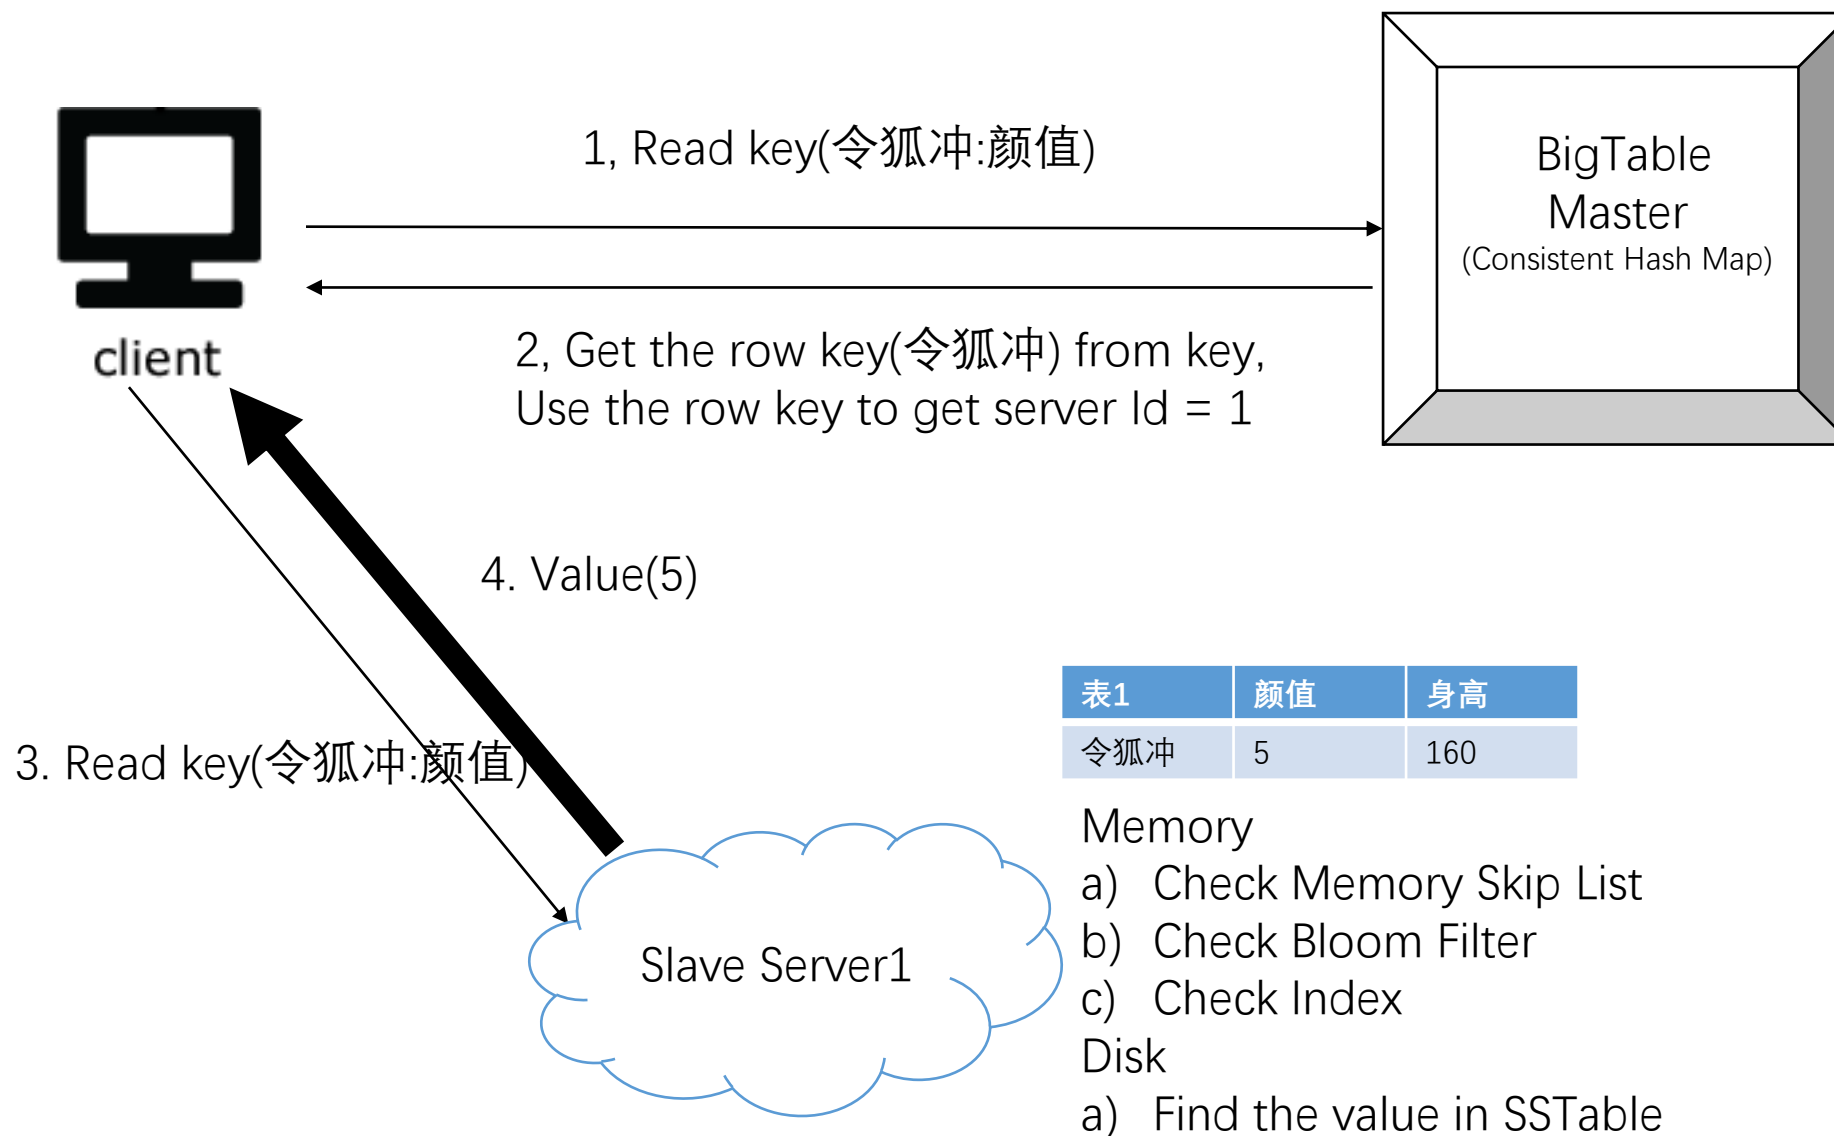 1, Read key(令狐冲:颜值)
BigTable
Master
(Consistent Hash Map)
client
2, Get the row key(令狐冲) from key,
Use the row key to get server Id = 1
4. Value(5)
3. Read key(令狐冲:颜值)
Slave Server1
表1 颜值 身高
令狐冲 5 160
Memory
a) Check Memory Skip List
b) Check Bloom Filter
c) Check Index
Disk
a) Find the value in SSTable